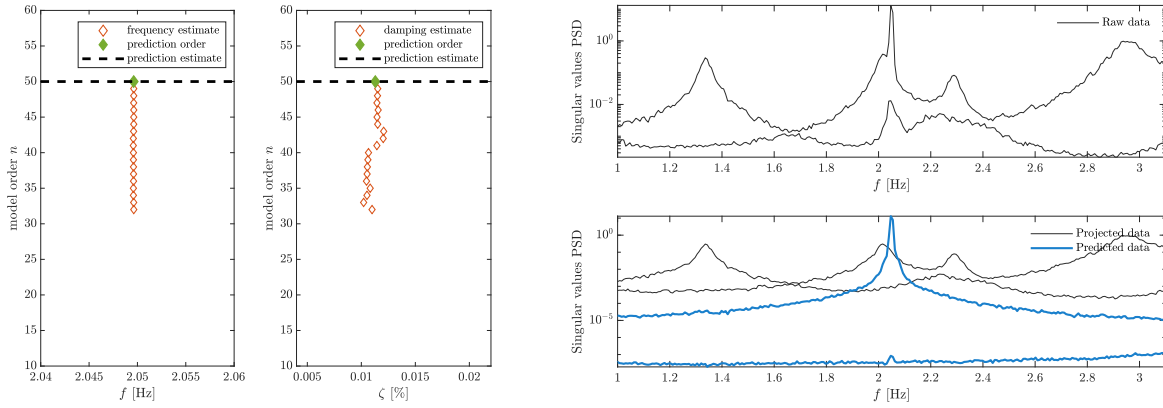 frequency estimate
prediction order
prediction estimate
50
45
40
35
30
25
20
15
10
model order n
2.04 2.045 2.05 2.055 2.06
f [Hz]
damping estimate
prediction order
prediction estimate
50
45
40
35
30
25
20
15
10
model order n
0.005 0.01 0.015 0.02
ζ [%]
Raw data
10^0
10^-2
Singular values PSD
1 1.2 1.4 1.6 1.8 2 2.2 2.4 2.6 2.8 3
f [Hz]
Projected data
Predicted data
10^0
10^-5
Singular values PSD
1 1.2 1.4 1.6 1.8 2 2.2 2.4 2.6 2.8 3
f [Hz]